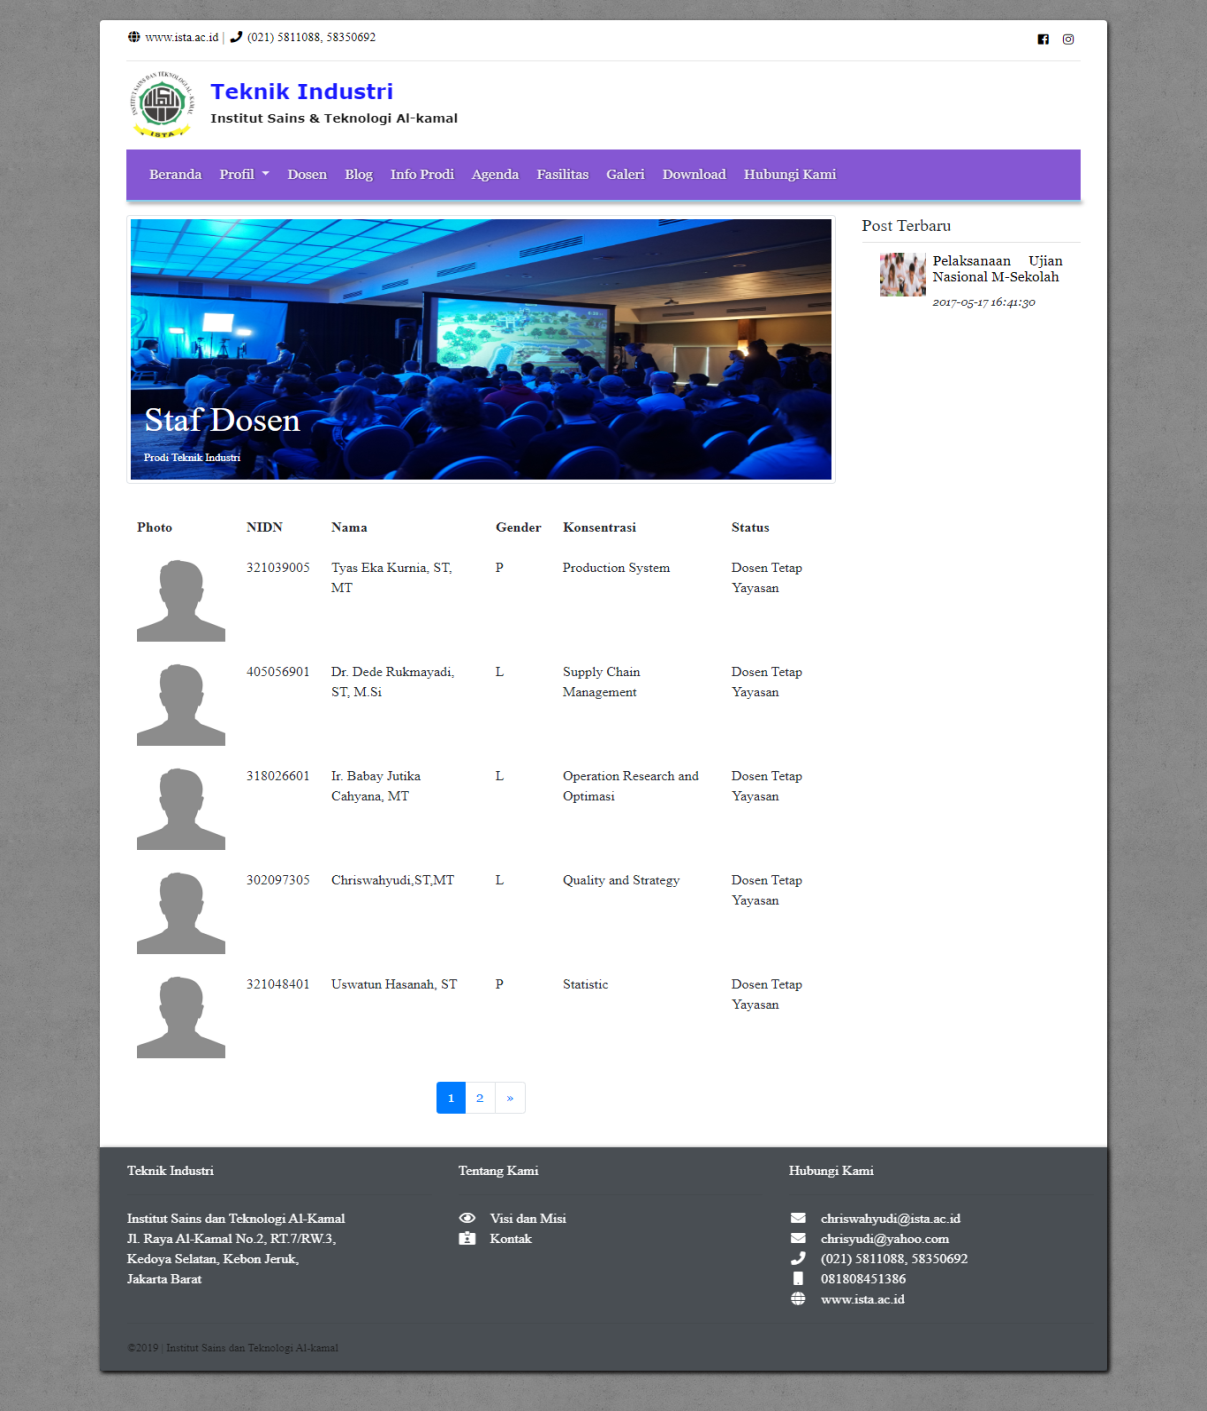 www.ista.ac.id | (021) 5811088, 58350692
INSTITUT SAINS DAN TEKNOLOGI AL-KAMAL
ISTA
Teknik Industri
Institut Sains & Teknologi Al-kamal
Beranda Profil Dosen Blog Info Prodi Agenda Fasilitas Galeri Download Hubungi Kami
Staf Dosen
Prodi Teknik Industri
Post Terbaru
Pelaksanaan Ujian
Nasional M-Sekolah
2017-05-17 16:41:30
Photo NIDN Nama Gender Konsentrasi Status
321039005 Tyas Eka Kurnia, ST, P Production System Dosen Tetap
MT Yayasan
405056901 Dr. Dede Rukmayadi, L Supply Chain Dosen Tetap
ST, M.Si Management Yayasan
318026601 Ir. Babay Jutika L Operation Research and Dosen Tetap
Cahyana, MT Optimasi Yayasan
302097305 Chriswahyudi,ST,MT L Quality and Strategy Dosen Tetap
Yayasan
321048401 Uswatun Hasanah, ST P Statistic Dosen Tetap
Yayasan
1 2 »
Teknik Industri
Institut Sains dan Teknologi Al-Kamal
Jl. Raya Al-Kamal No.2, RT.7/RW.3,
Kedoya Selatan, Kebon Jeruk,
Jakarta Barat
Tentang Kami
Visi dan Misi
Kontak
Hubungi Kami
chriswahyudi@ista.ac.id
chrisyudi@yahoo.com
(021) 5811088, 58350692
081808451386
www.ista.ac.id
©2019 | Institut Sains dan Teknologi Al-kamal